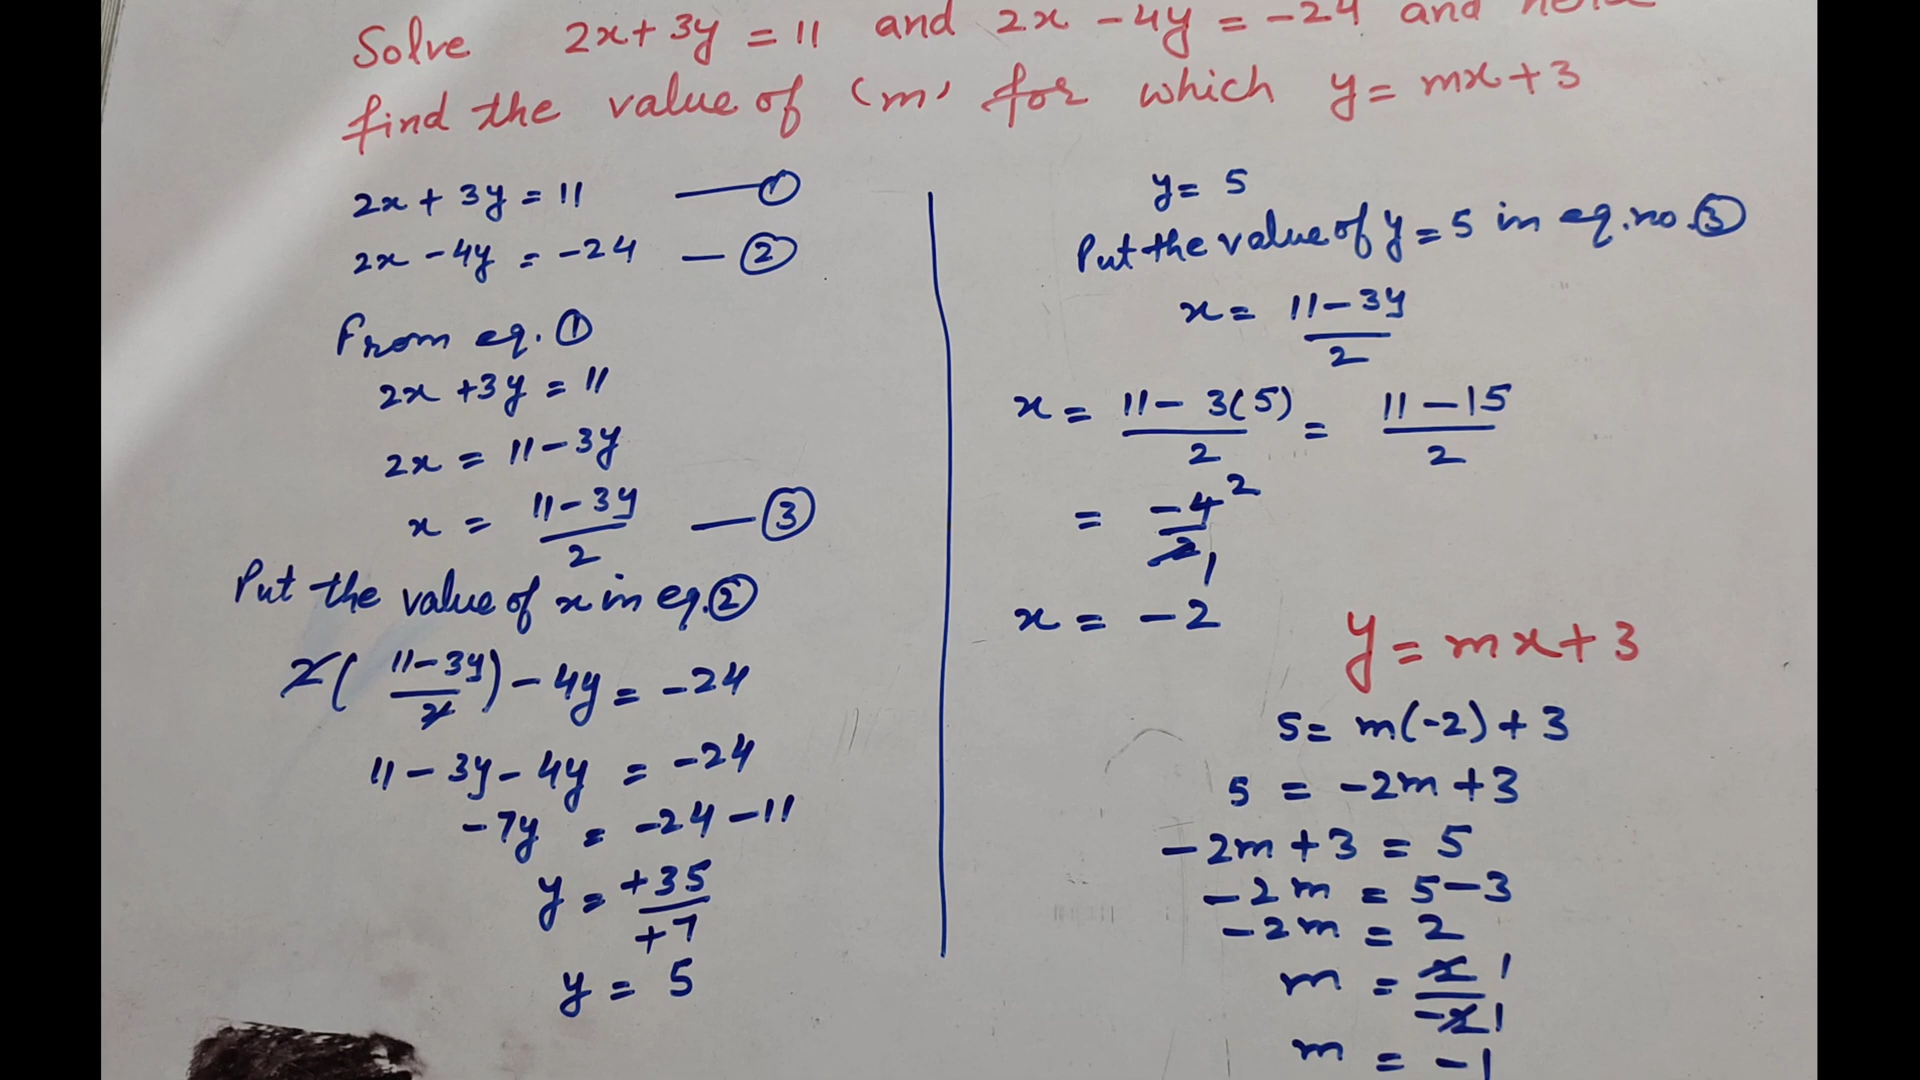 Solve 2x+3y = 11 and 2x -4y = -24 and
find the value of 'm' for which y = mx+3
2x + 3y = 11 — ①
2x - 4y = -24 — ②
From eq. ①
2x +3y = 11
2x = 11-3y
x = 11-3y/2 — ③
Put the value of x in eq.②
2( 11-3y/2 ) - 4y = -24
11 - 3y - 4y = -24
-7y = -24 -11
y = +35/+7
y = 5
y = 5
Put the value of y = 5 in eq. no. ③
x = 11-3y/2
x = 11- 3(5)/2 = 11-15/2
= -4 2/2 1
x = -2
y = mx+3
5 = m(-2) + 3
5 = -2m +3
-2m + 3 = 5
-2m = 5-3
-2m = 2
m = 2 1/-2 1
m = -1